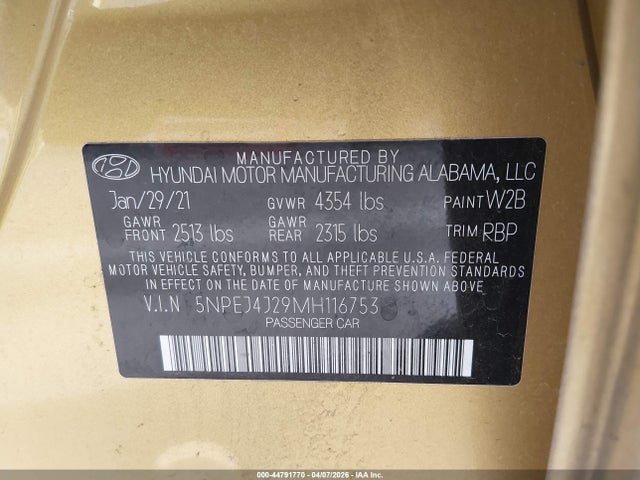 MANUFACTURED BY
HYUNDAI MOTOR MANUFACTURING ALABAMA, LLC
Jan/29/21 GVWR 4354 lbs PAINT W2B
GAWR FRONT 2513 lbs GAWR REAR 2315 lbs TRIM RBP
THIS VEHICLE CONFORMS TO ALL APPLICABLE U.S.A. FEDERAL
MOTOR VEHICLE SAFETY, BUMPER, AND THEFT PREVENTION STANDARDS
IN EFFECT ON THE DATE OF MANUFACTURE SHOWN ABOVE.
V.I.N 5NPEJ4J29MH116753
PASSENGER CAR
000-44791770 - 04/07/2026 - IAAI.COM